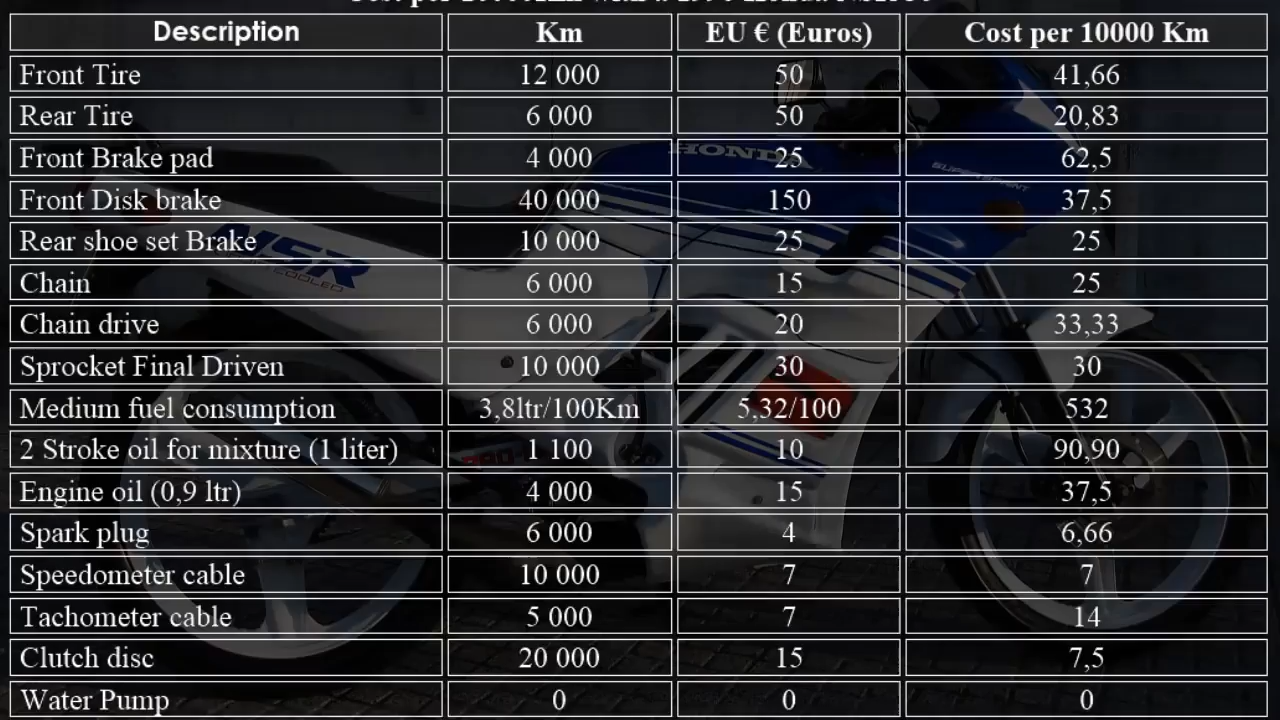 Description Km EU € (Euros) Cost per 10000 Km
Front Tire 12 000 50 41,66
Rear Tire 6 000 50 20,83
Front Brake pad 4 000 25 62,5
Front Disk brake 40 000 150 37,5
Rear shoe set Brake 10 000 25 25
Chain 6 000 15 25
Chain drive 6 000 20 33,33
Sprocket Final Driven 10 000 30 30
Medium fuel consumption 3,8ltr/100Km 5,32/100 532
2 Stroke oil for mixture (1 liter) 1 100 10 90,90
Engine oil (0,9 ltr) 4 000 15 37,5
Spark plug 6 000 4 6,66
Speedometer cable 10 000 7 7
Tachometer cable 5 000 7 14
Clutch disc 20 000 15 7,5
Water Pump 0 0 0
HONDA
NSR